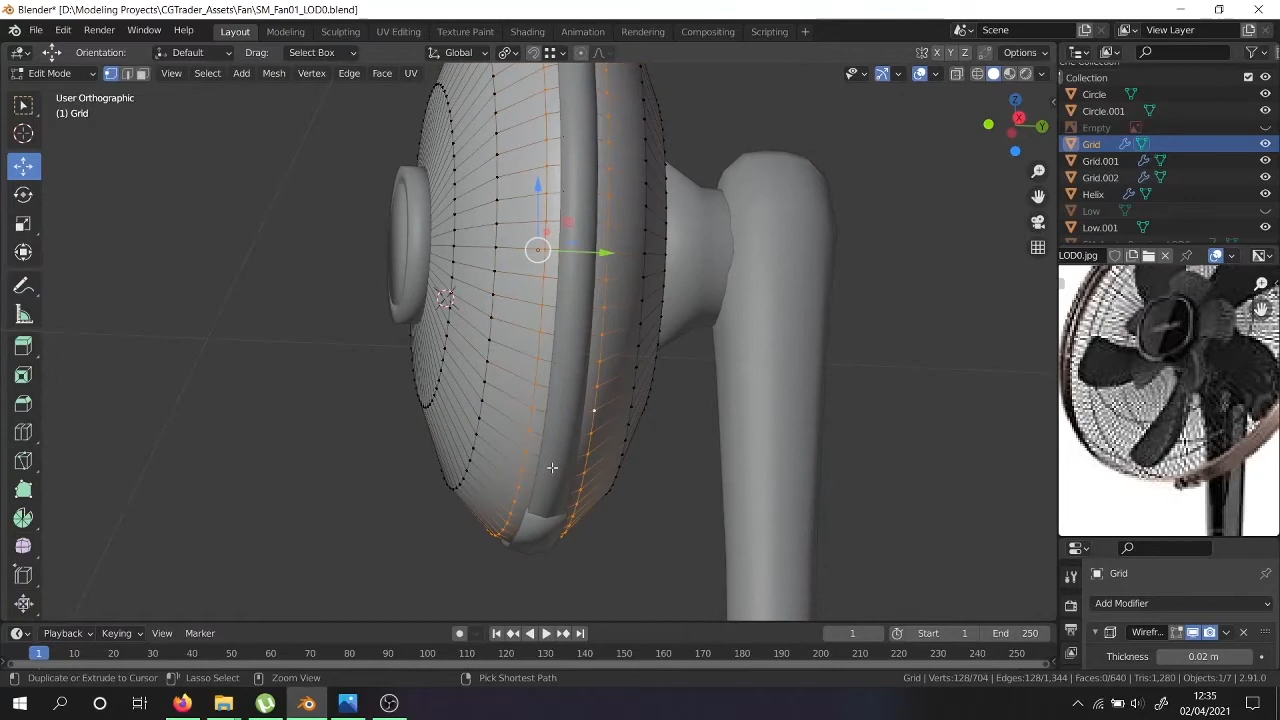 Blender* [D:\Modeling Projects\CGTrader_Assets\Fan\SM_Fan01_LOD0.blend]
File Edit Render Window Help Layout Modeling Sculpting UV Editing Texture Paint Shading Animation Rendering Compositing Scripting + Scene View Layer
Orientation: Default Drag: Select Box Global X Y Z Options
Edit Mode View Select Add Mesh Vertex Edge Face UV
User Orthographic
(1) Grid
Z
X
Y
Collection
Circle
Circle.001
Empty
Grid
Grid.001
Grid.002
Helix
Low
Low.001
LOD0.jpg
Grid
Add Modifier
Wirefr...
Thickness 0.02 m
Playback Keying View Marker 1 Start 1 End 250
1 10 20 30 40 50 60 70 80 90 100 110 120 130 140 150 160 170 180 190 200 210 220 230 240 250
Duplicate or Extrude to Cursor Lasso Select Zoom View Pick Shortest Path Grid | Verts:128/704 | Edges:128/1,344 | Faces:0/640 | Tris:1,280 | Objects:1/7 | 2.91.0
12:35
02/04/2021